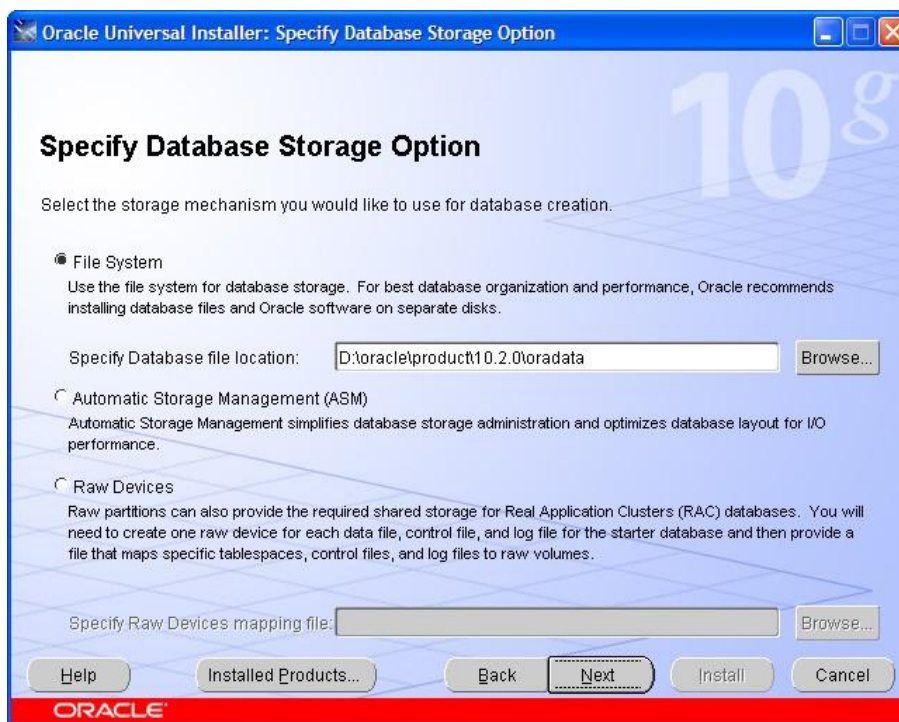 Oracle Universal Installer: Specify Database Storage Option
10g
Specify Database Storage Option
Select the storage mechanism you would like to use for database creation.
File System
Use the file system for database storage. For best database organization and performance, Oracle recommends
installing database files and Oracle software on separate disks.
Specify Database file location: D:\oracle\product\10.2.0\oradata Browse...
Automatic Storage Management (ASM)
Automatic Storage Management simplifies database storage administration and optimizes database layout for I/O
performance.
Raw Devices
Raw partitions can also provide the required shared storage for Real Application Clusters (RAC) databases. You will
need to create one raw device for each data file, control file, and log file for the starter database and then provide a
file that maps specific tablespaces, control files, and log files to raw volumes.
Specify Raw Devices mapping file: Browse...
Help Installed Products... Back Next Install Cancel
ORACLE